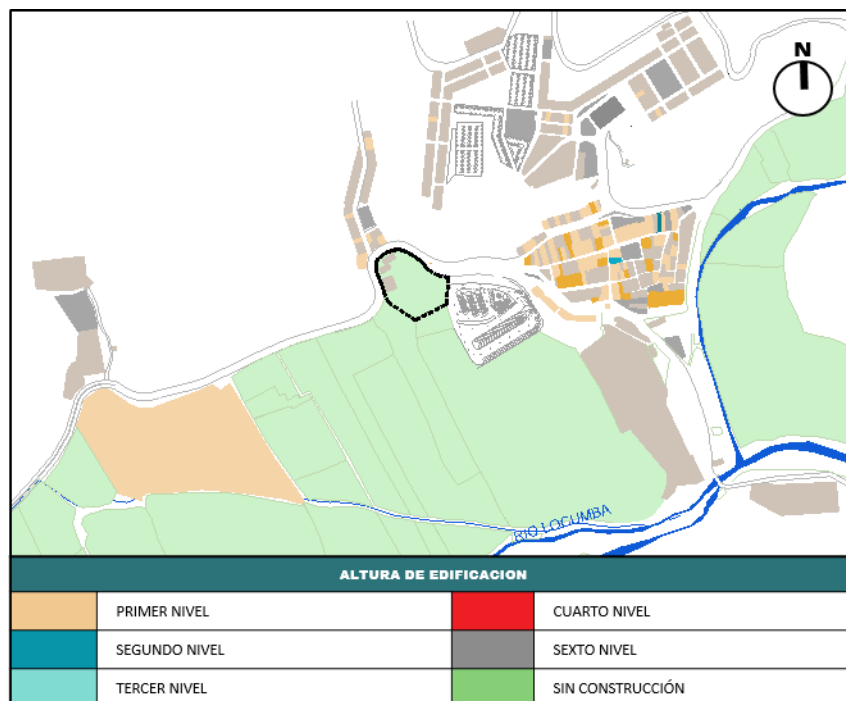 N
RIO LOCUMBA
ALTURA DE EDIFICACION
PRIMER NIVEL
CUARTO NIVEL
SEGUNDO NIVEL
SEXTO NIVEL
TERCER NIVEL
SIN CONSTRUCCIÓN